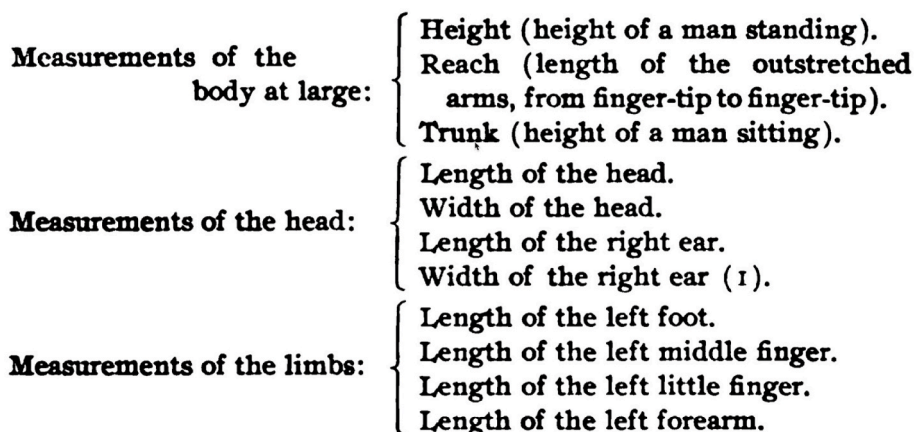 Measurements of the
body at large:
Height (height of a man standing).
Reach (length of the outstretched
arms, from finger-tip to finger-tip).
Trunk (height of a man sitting).
Measurements of the head:
Length of the head.
Width of the head.
Length of the right ear.
Width of the right ear (1).
Measurements of the limbs:
Length of the left foot.
Length of the left middle finger.
Length of the left little finger.
Length of the left forearm.